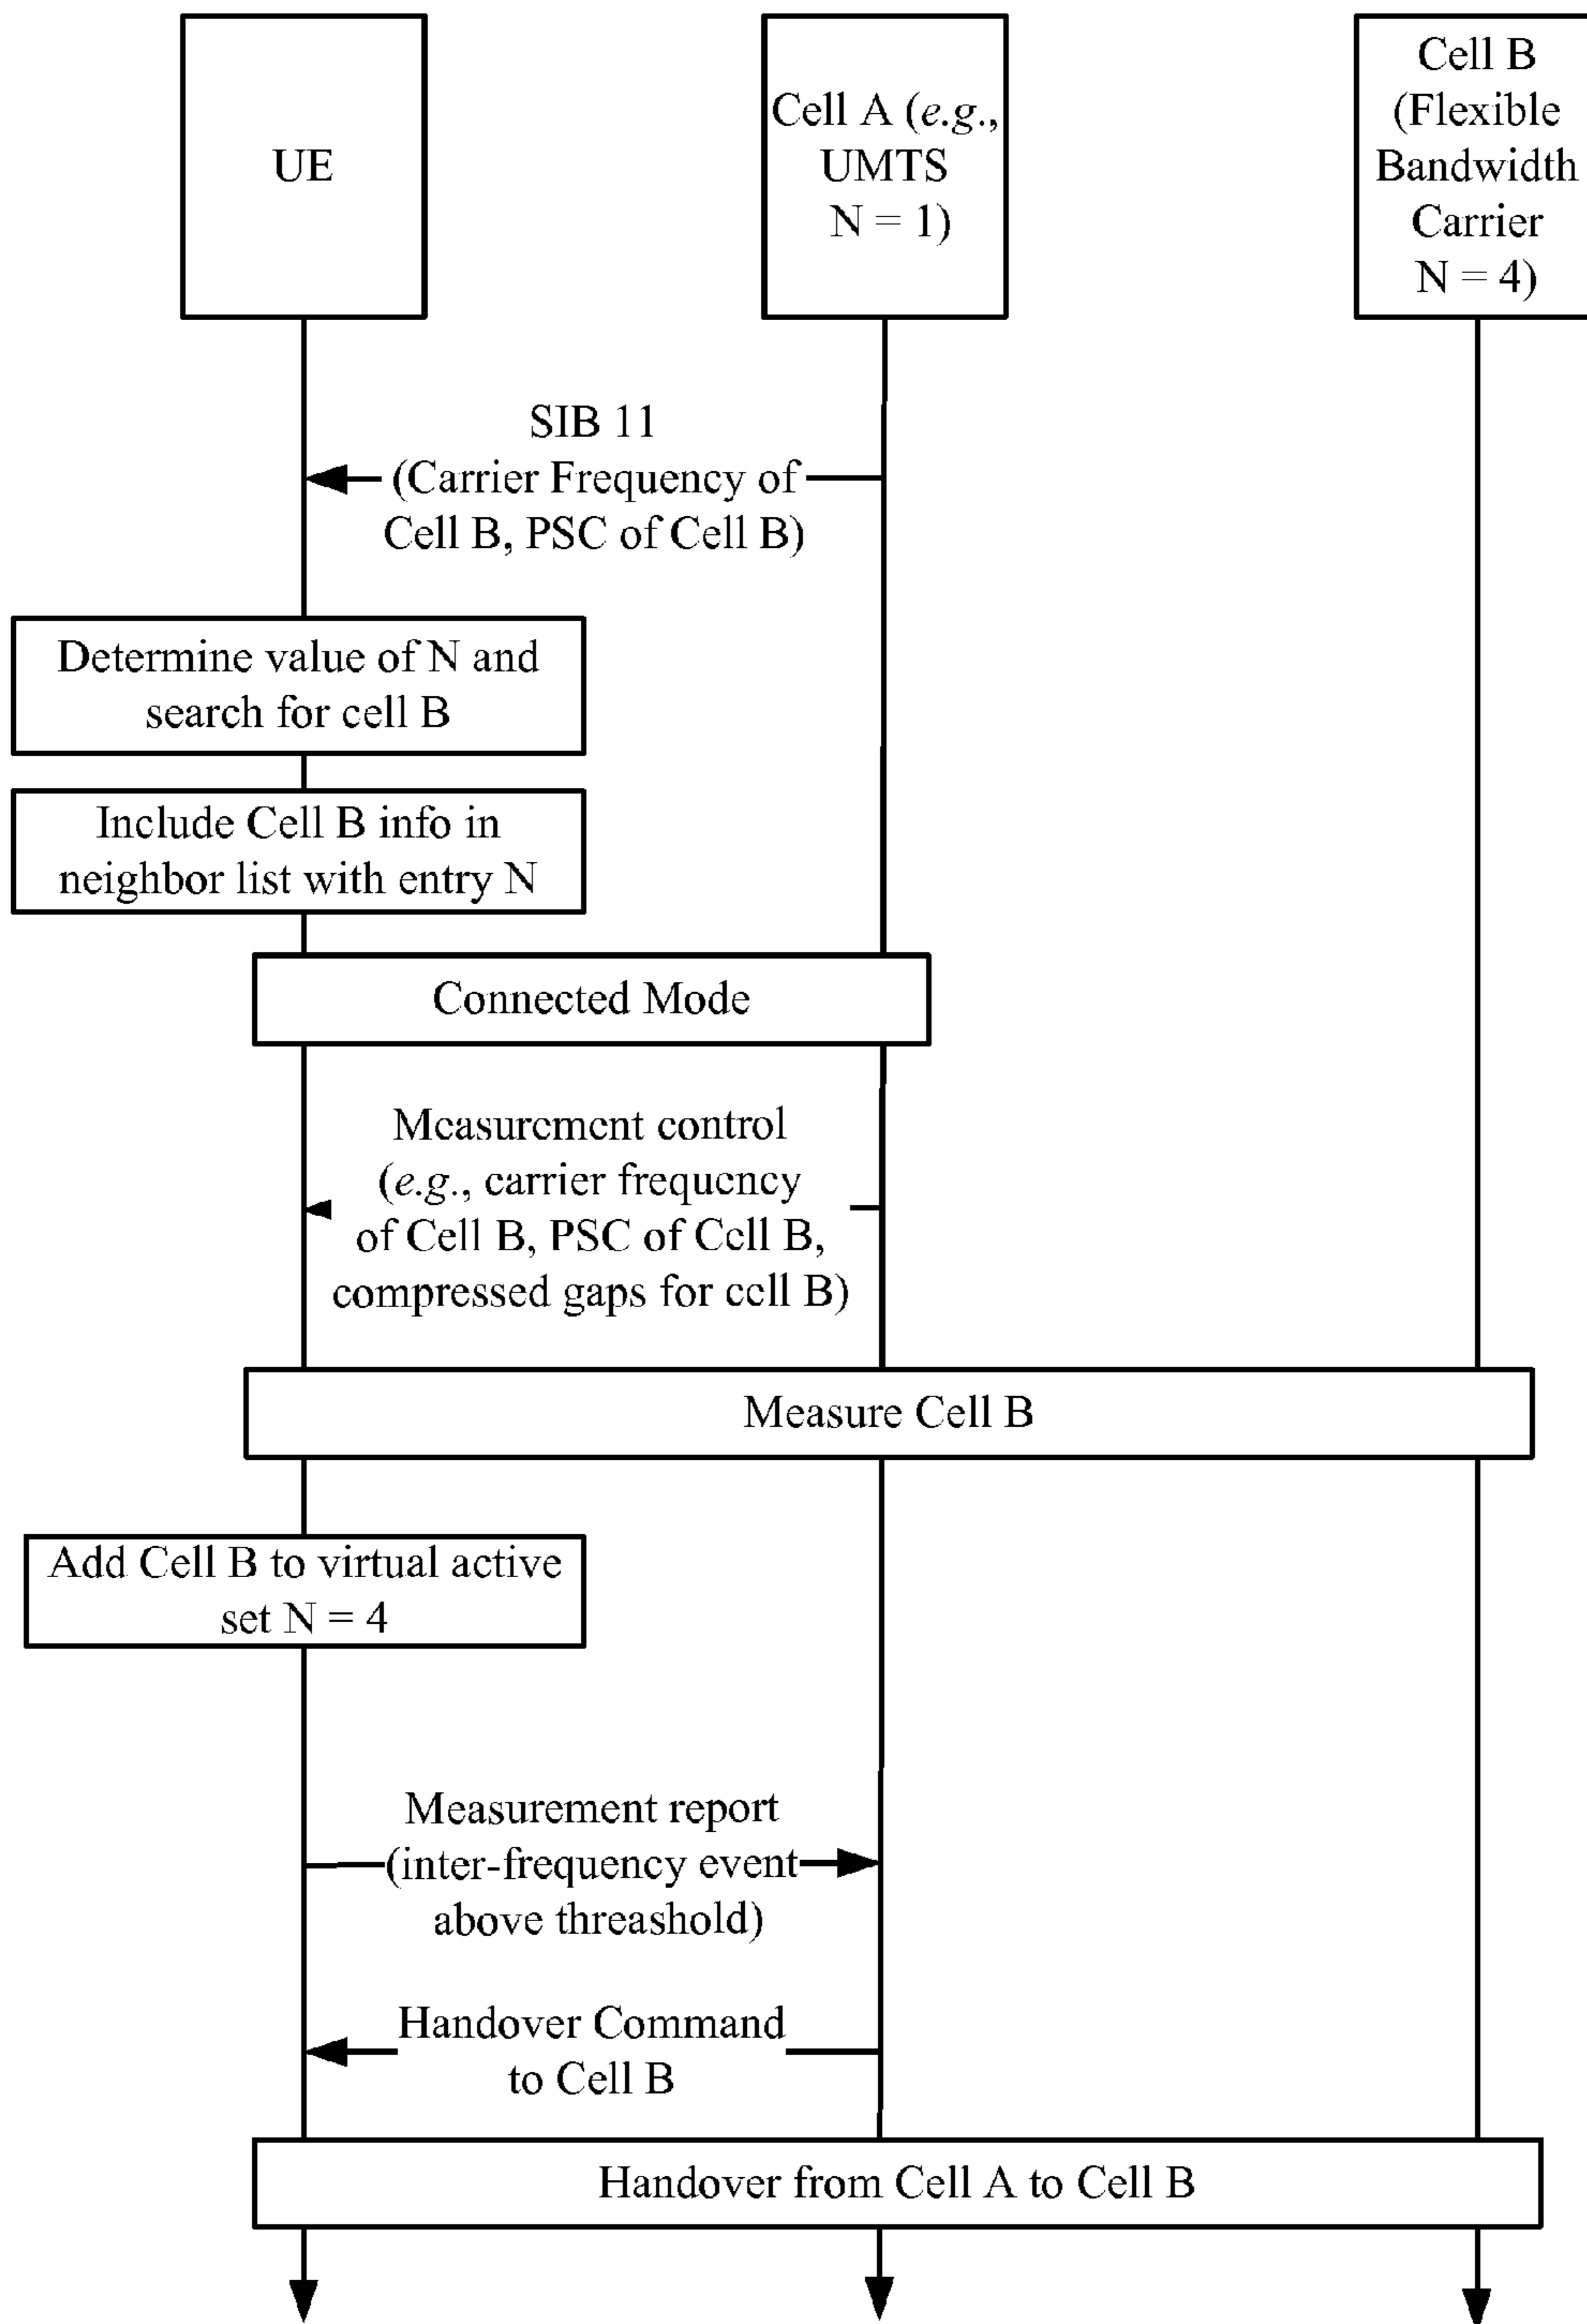 UE
Cell A (e.g.,
UMTS
N = 1)
Cell B
(Flexible
Bandwidth
Carrier
N = 4)
SIB 11
(Carrier Frequency of
Cell B, PSC of Cell B)
Determine value of N and
search for cell B
Include Cell B info in
neighbor list with entry N
Connected Mode
Measurement control
(e.g., carrier frequency
of Cell B, PSC of Cell B,
compressed gaps for cell B)
Measure Cell B
Add Cell B to virtual active
set N = 4
Measurement report
(inter-frequency event
above threashold)
Handover Command
to Cell B
Handover from Cell A to Cell B